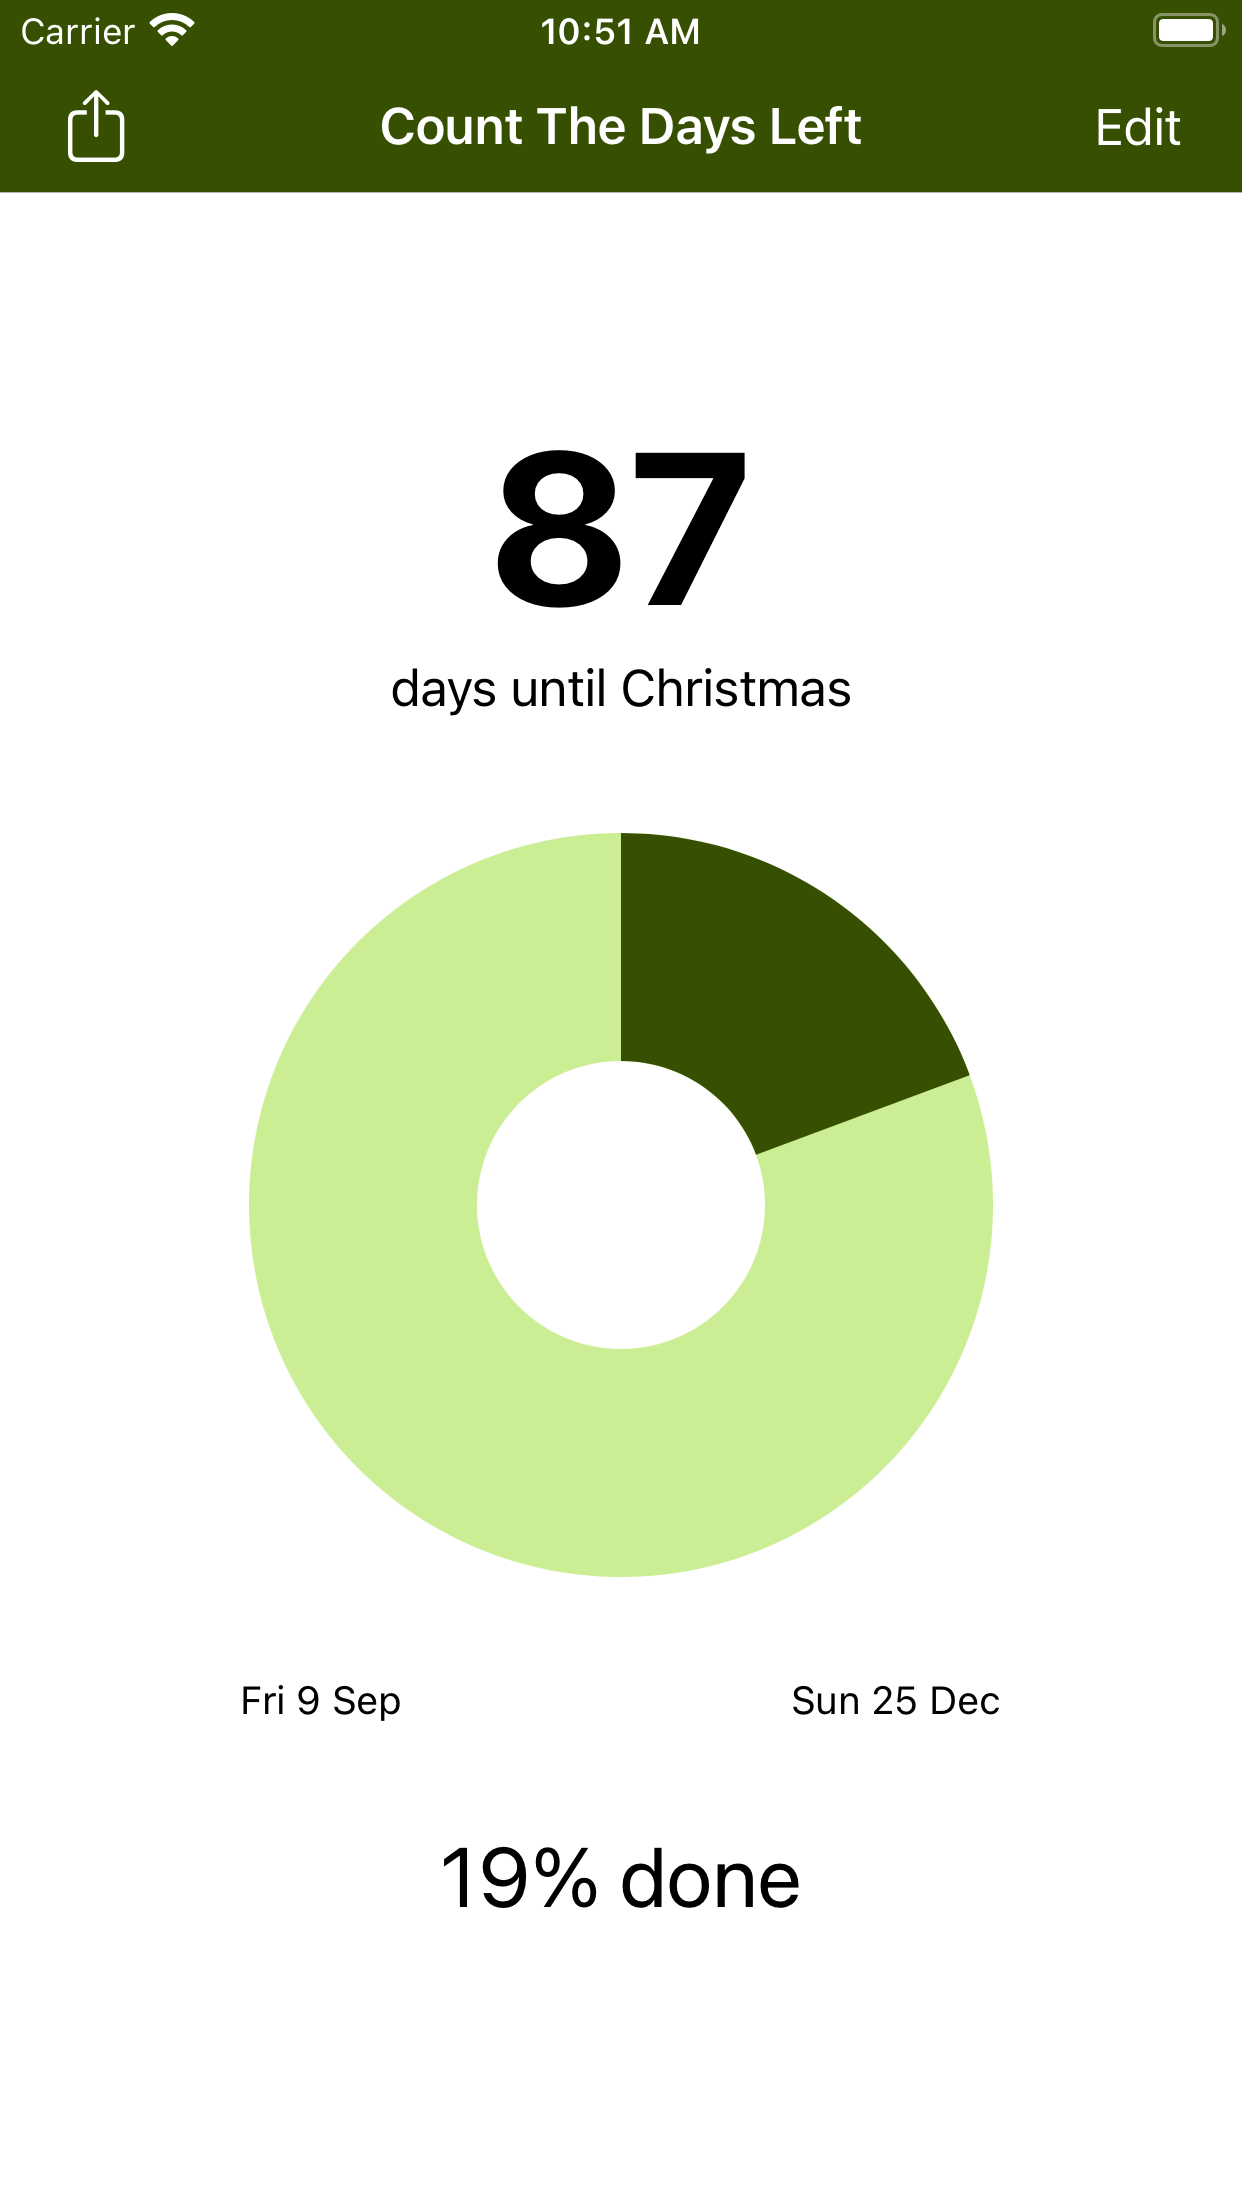 Carrier 10:51 AM
Count The Days Left Edit
87
days until Christmas
Fri 9 Sep Sun 25 Dec
19% done